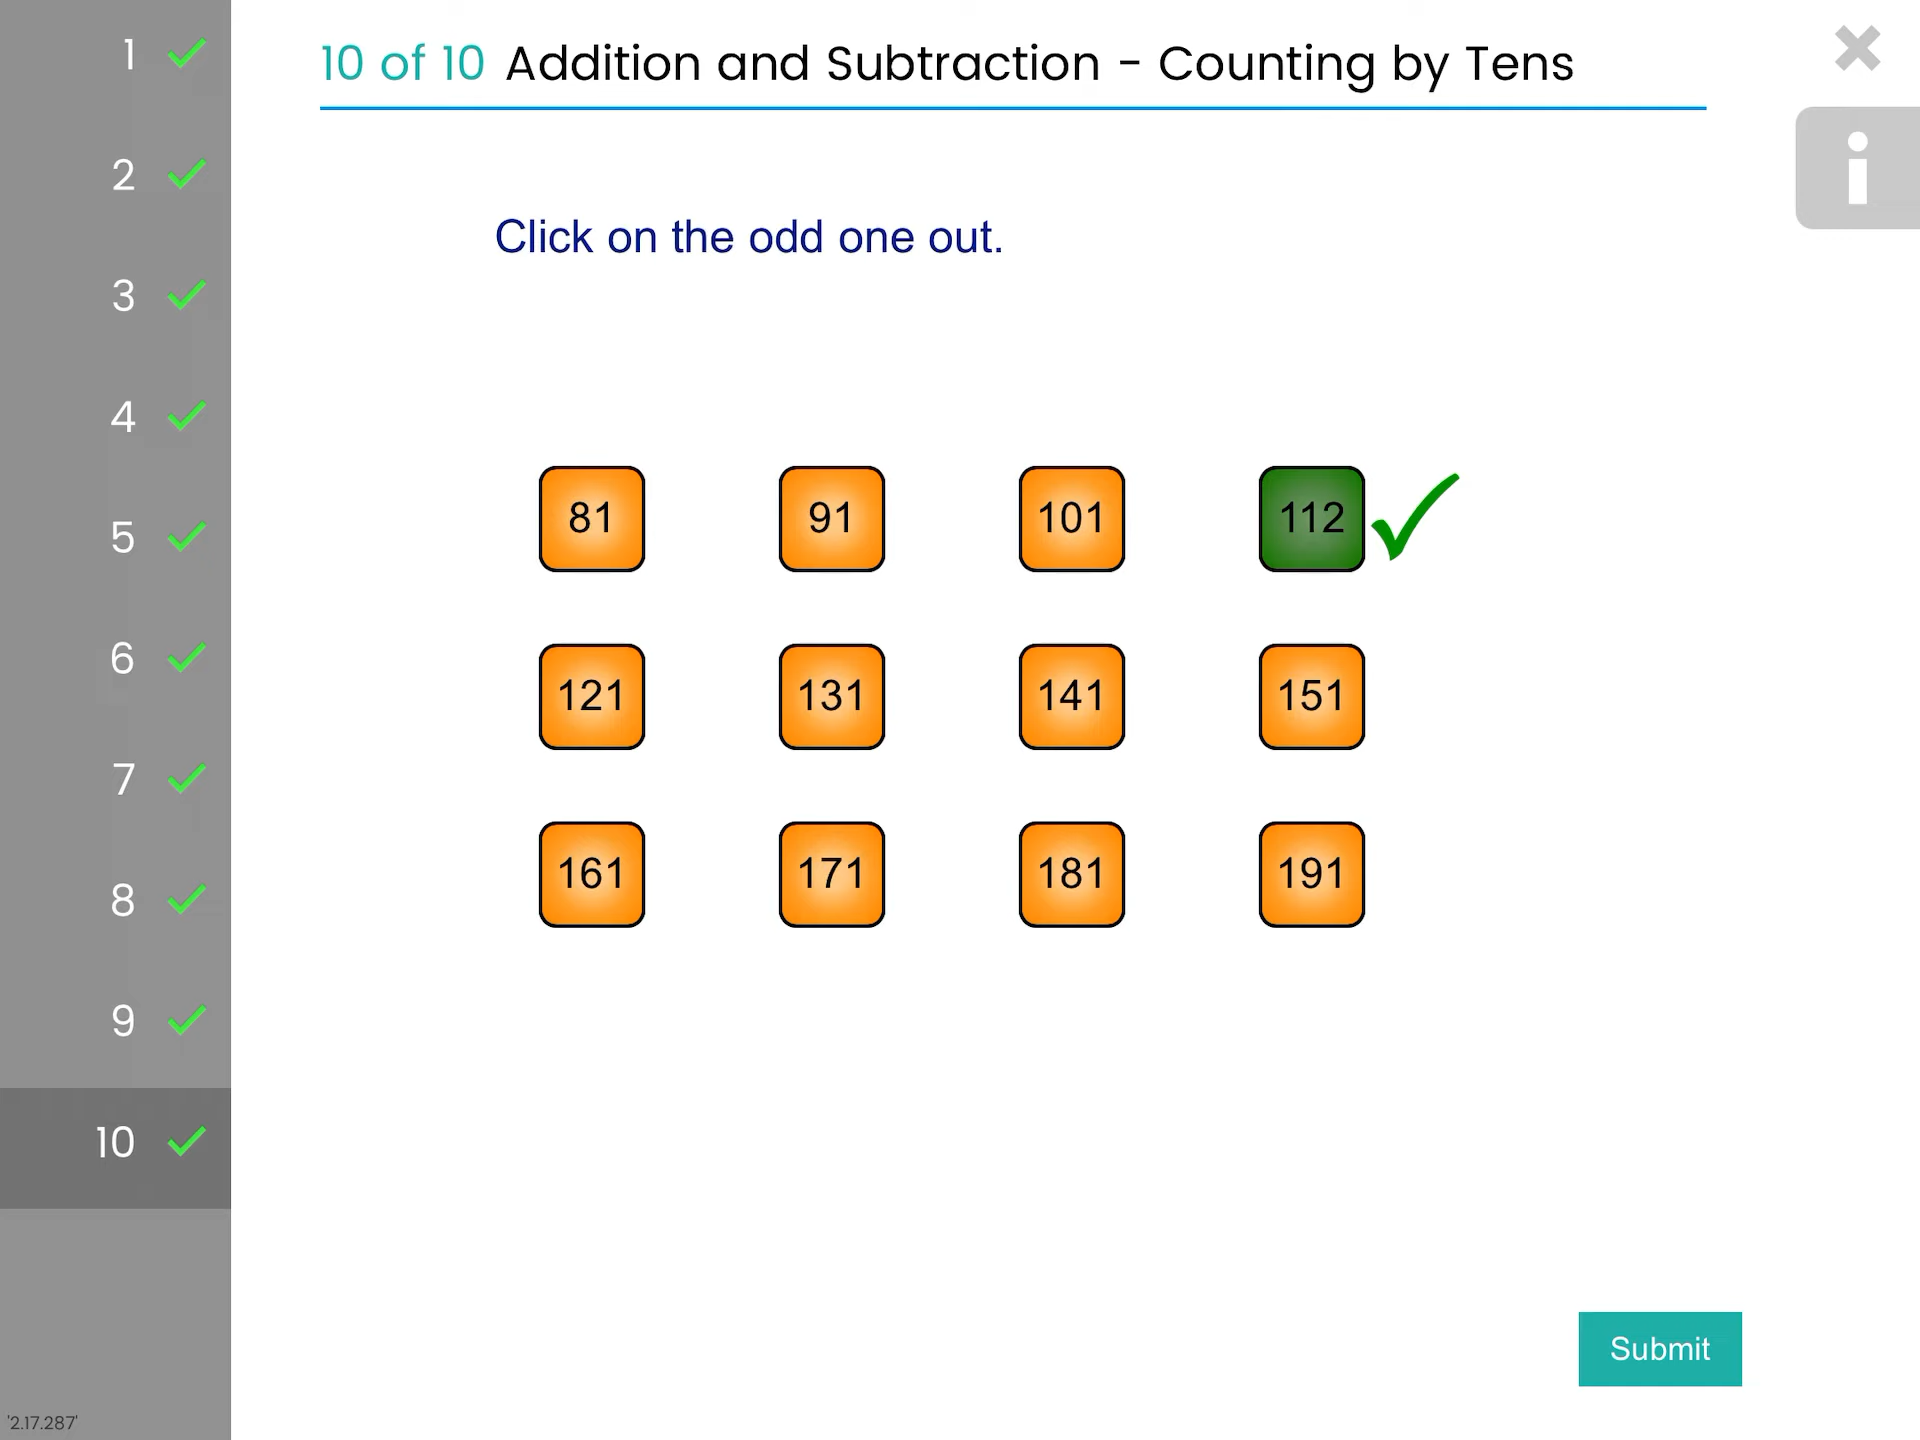 10 of 10 Addition and Subtraction - Counting by Tens
Click on the odd one out.
1
2
3
4
5
6
7
8
9
10
81 91 101 112
121 131 141 151
161 171 181 191
Submit
'2.17.287'